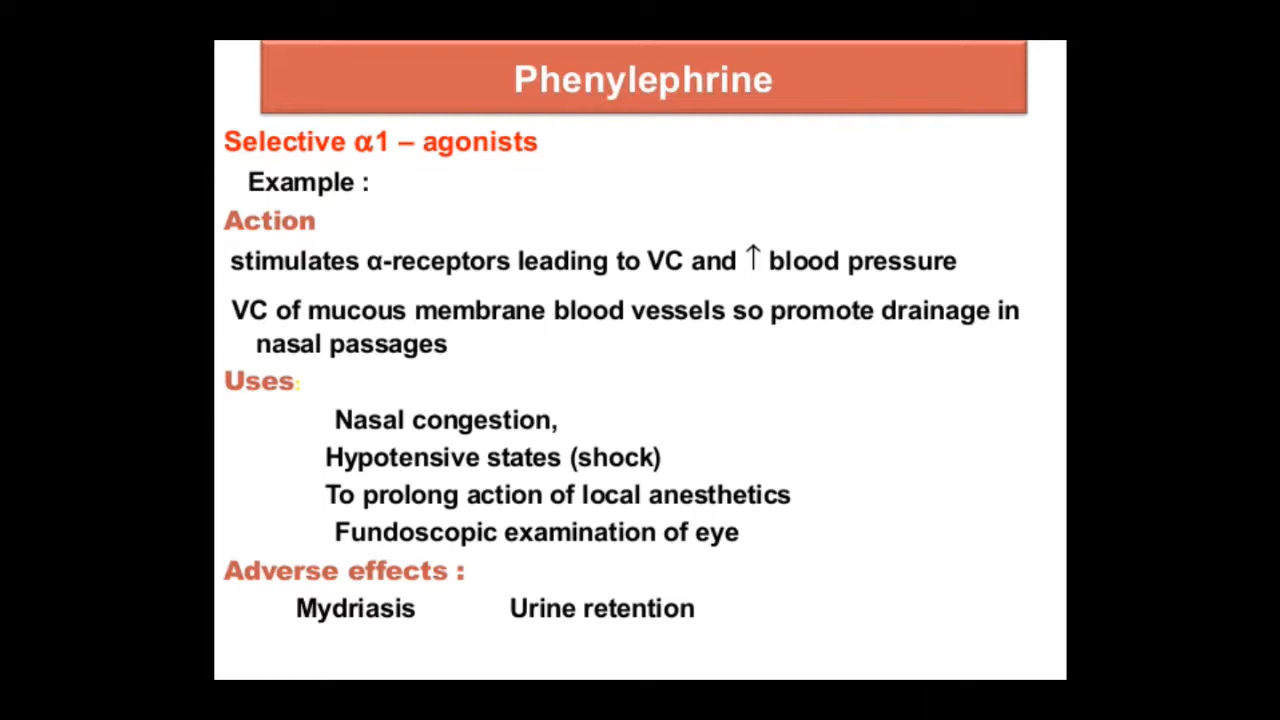 Phenylephrine
Selective α1 – agonists
Example :
Action
stimulates α-receptors leading to VC and ↑ blood pressure
VC of mucous membrane blood vessels so promote drainage in
nasal passages
Uses:
Nasal congestion,
Hypotensive states (shock)
To prolong action of local anesthetics
Fundoscopic examination of eye
Adverse effects :
Mydriasis Urine retention